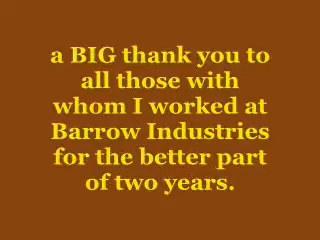 a BIG thank you to
all those with
whom I worked at
Barrow Industries
for the better part
of two years.